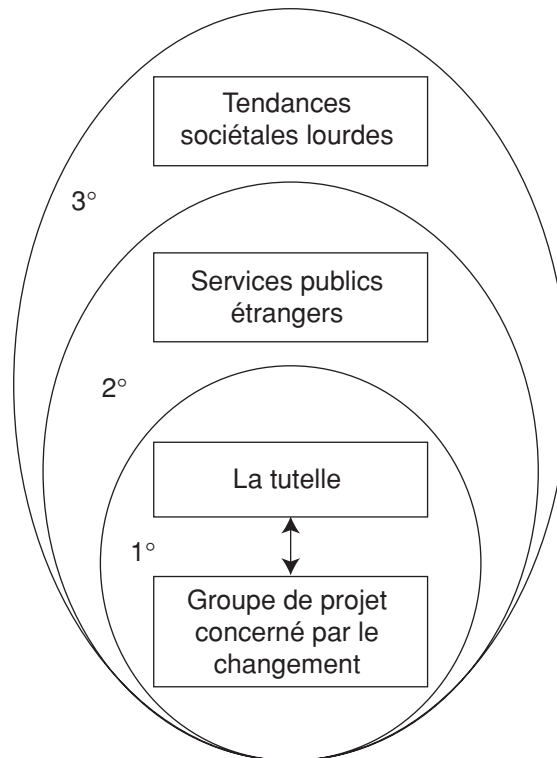 Tendances
sociétales lourdes
3°
Services publics
étrangers
2°
La tutelle
1°
Groupe de projet
concerné par le
changement